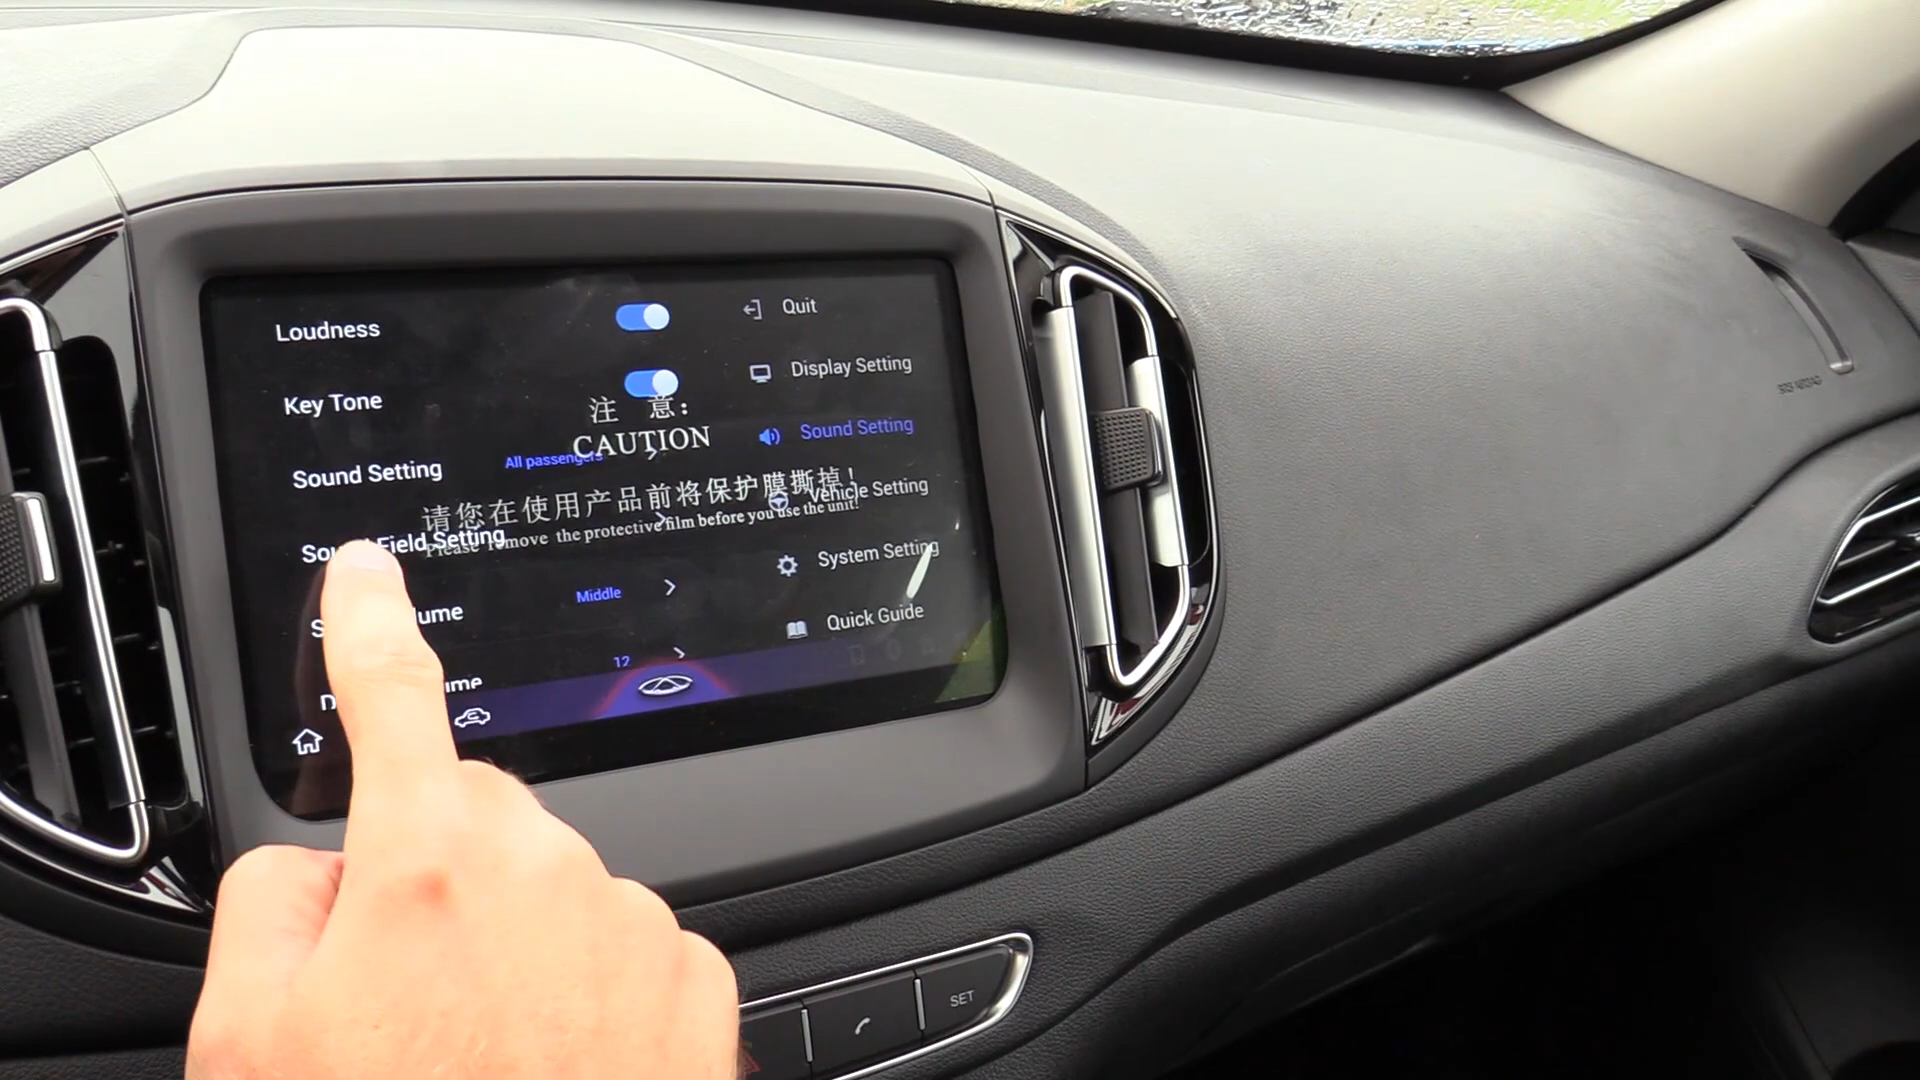 Loudness
Quit
Key Tone
Display Setting
注 意:
CAUTION
Sound Setting
All passengers
Sound Setting
请您在使用产品前将保护膜撕掉!
Vehicle Setting
Please remove the protective film before you use the unit!
Field Setting
System Setting
Middle
Quick Guide
12
SET